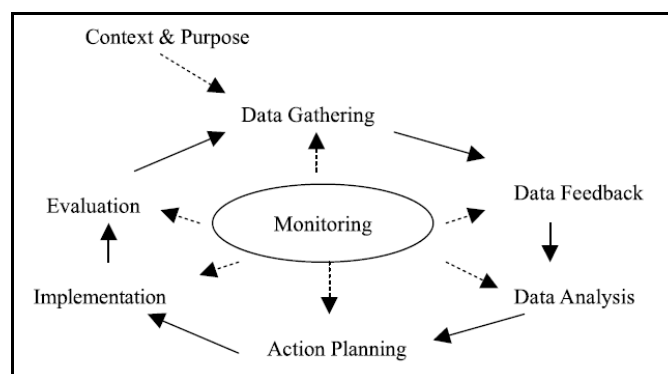 Context & Purpose
Data Gathering
Evaluation
Monitoring
Data Feedback
Implementation
Data Analysis
Action Planning